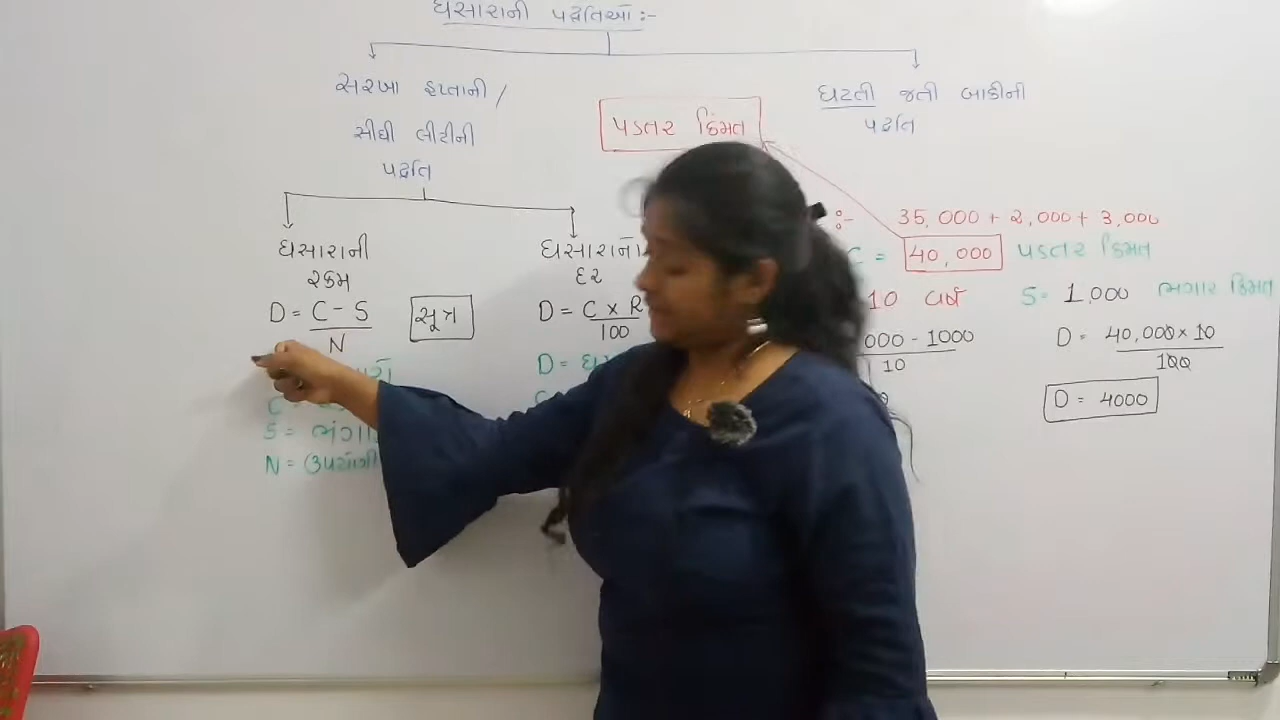 ઘસારાની પદ્ધતિઓ :-
સરખા હપ્તાની /
સીધી લીટીની
પદ્ધતિ
ઘટતી જતી બાકીની
પદ્ધતિ
પડતર કિંમત
ઘસારાની
રકમ
D = C - S
N
સૂત્ર
દર
D = C x R
100
D =
C =
S =
N =
:- 35,000 + 2,000 + 3,000
C = 40,000 પડતર કિંમત
10 વર્ષ
S = 1,000 ભંગાર કિંમત
000 - 1000
10
D = 40,000 x 10
100
D = 4000